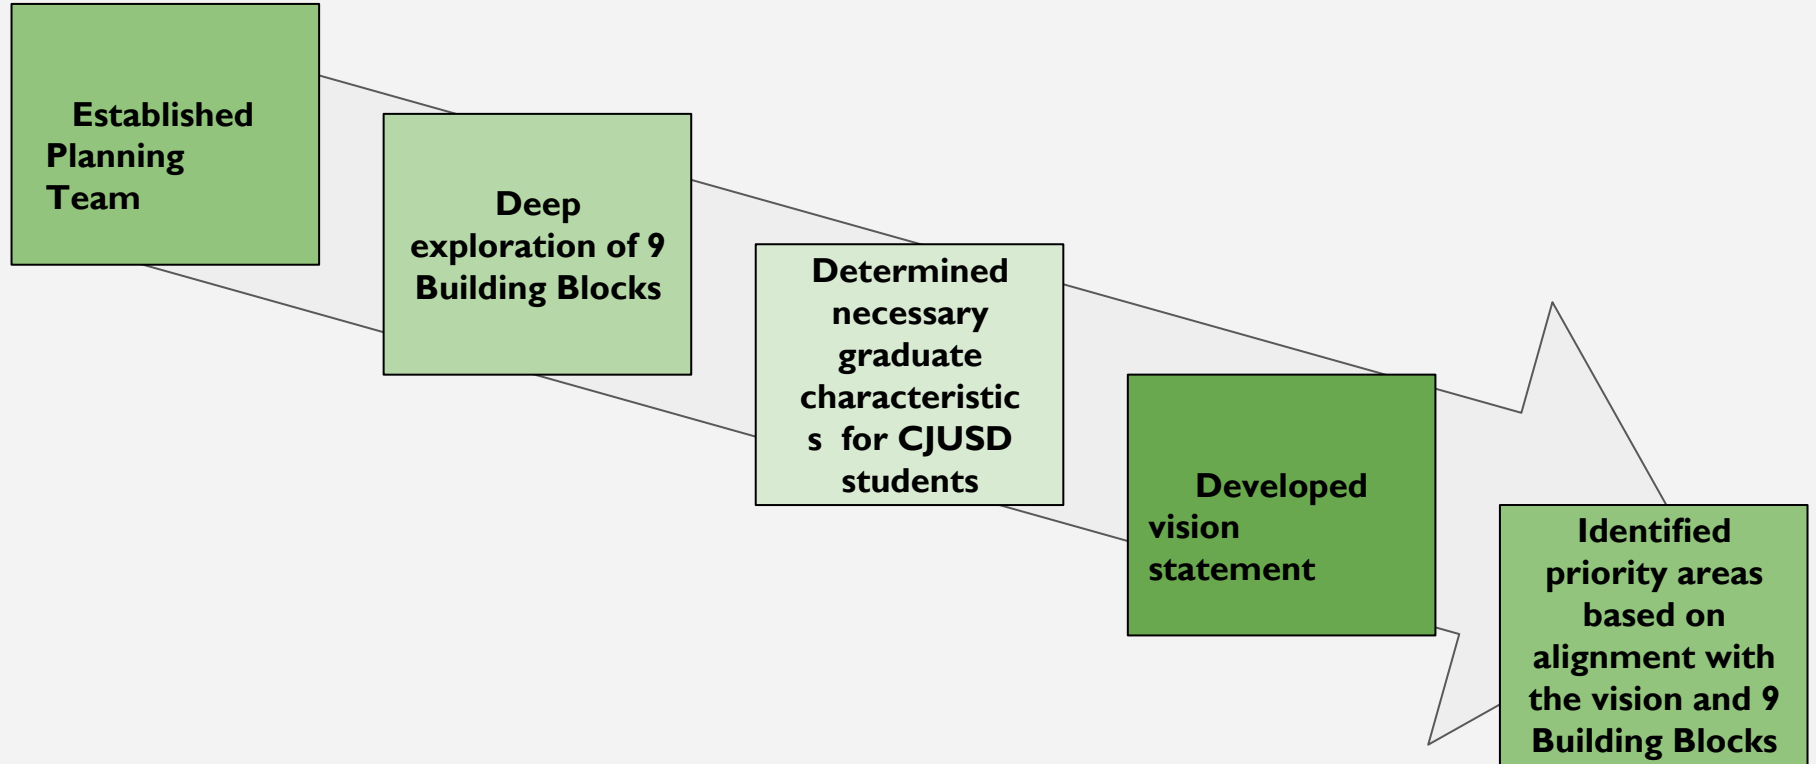 Established
Planning
Team
Deep
exploration of 9
Building Blocks
Determined
necessary
graduate
characteristic
s for CJUSD
students
Developed
vision
statement
Identified
priority areas
based on
alignment with
the vision and 9
Building Blocks